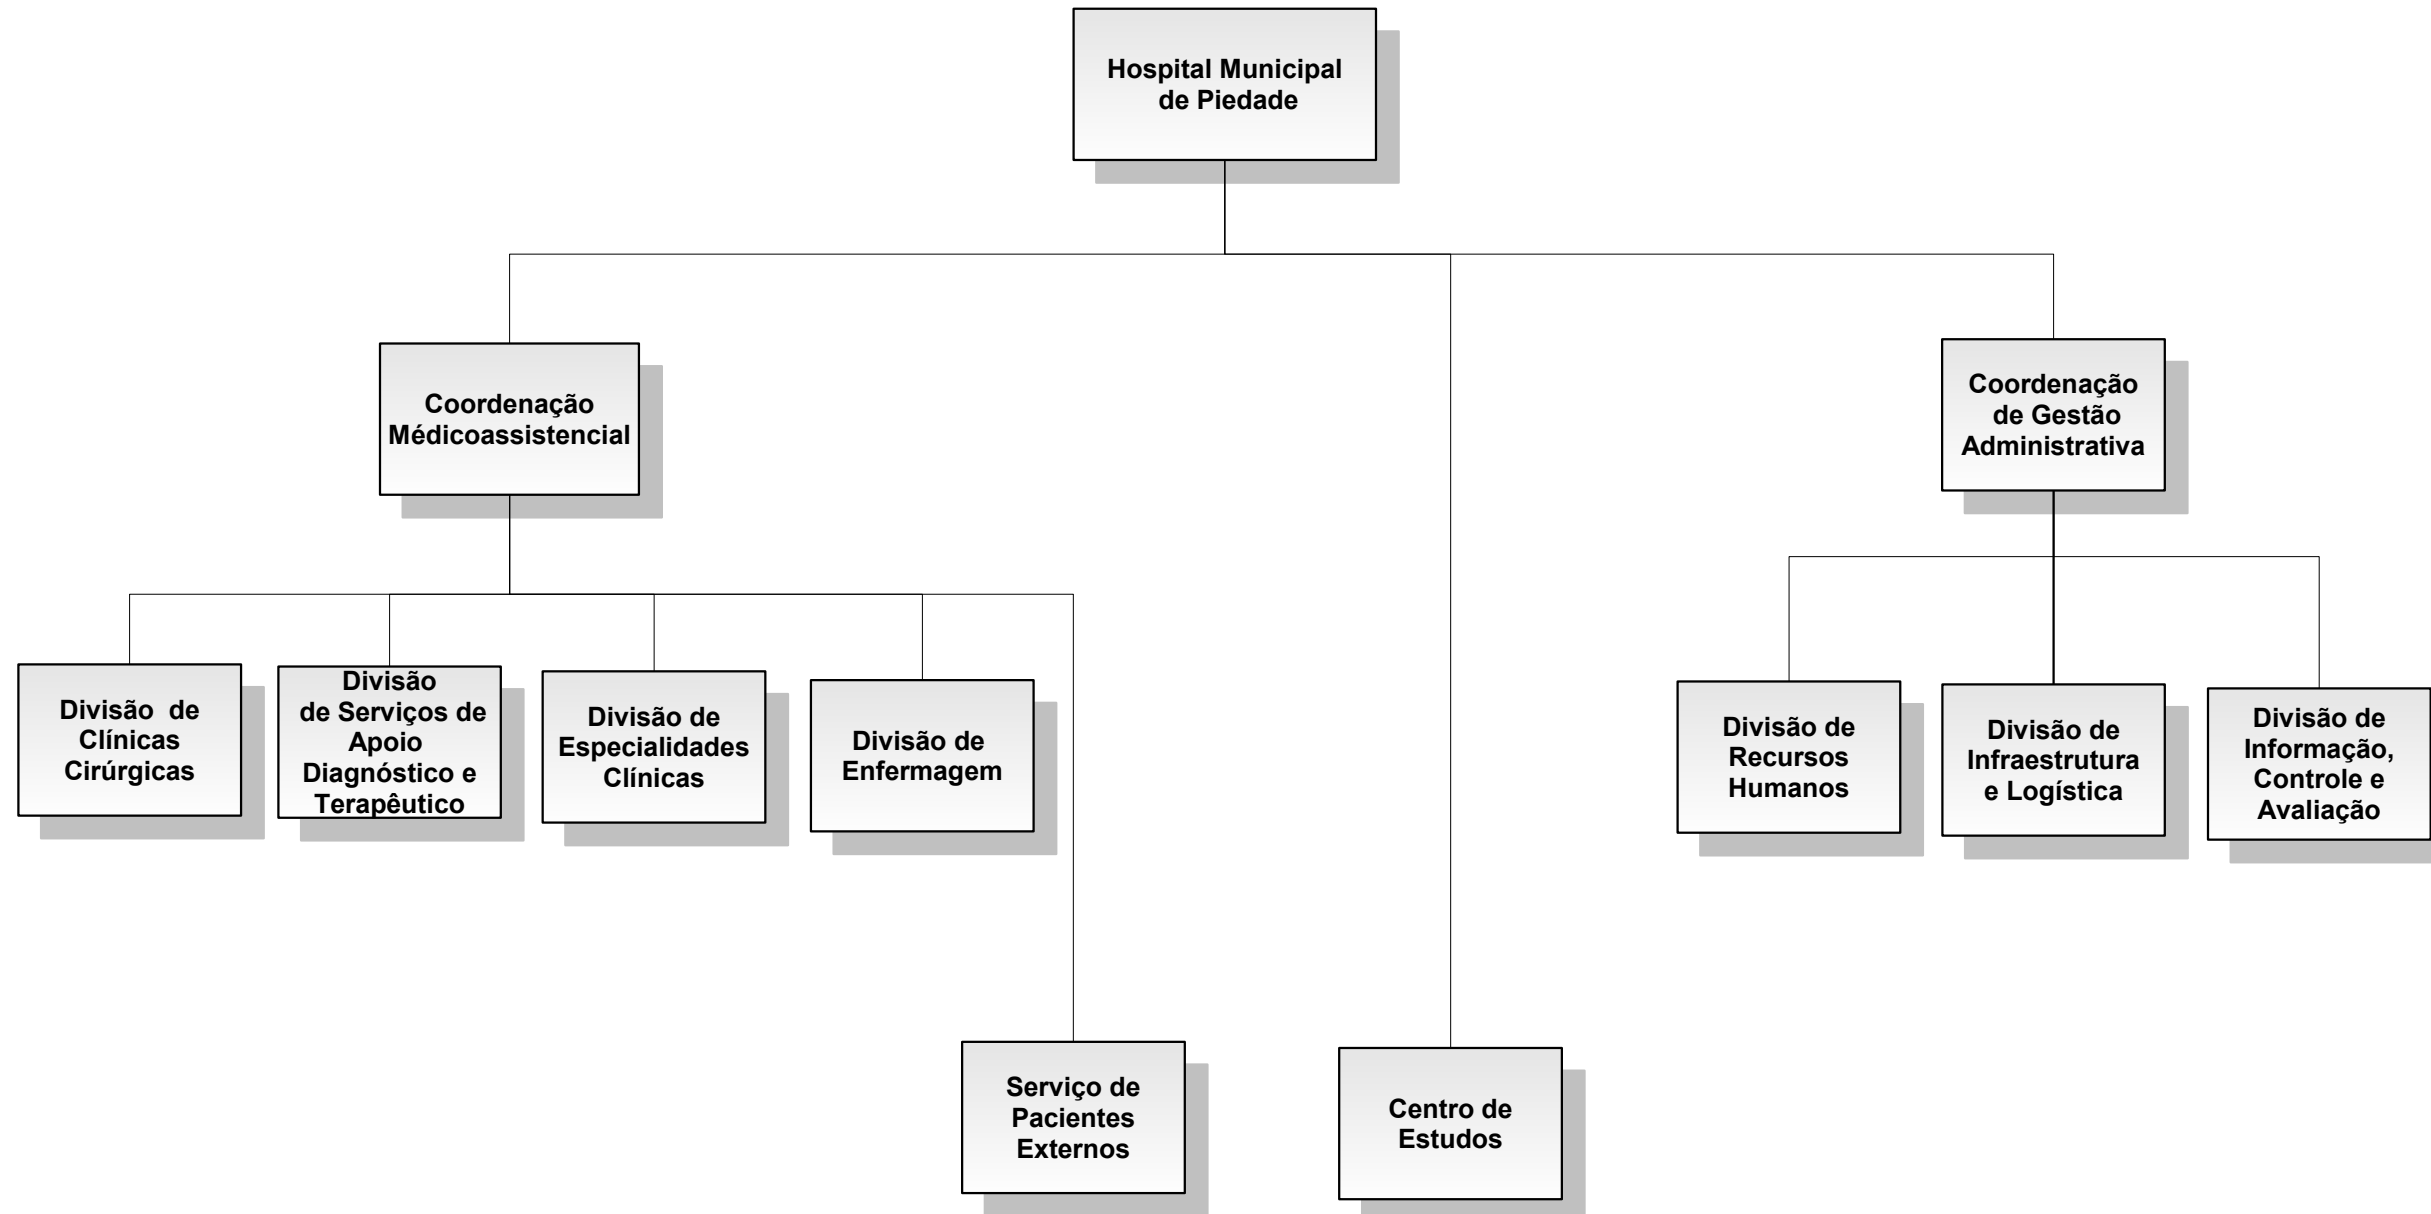 Hospital Municipal
de Piedade
Coordenação
Médicoassistencial
Coordenação
de Gestão
Administrativa
Divisão  de
Clínicas
Cirúrgicas
Divisão
de Serviços de
Apoio
Diagnóstico e
Terapêutico
Divisão de
Especialidades
Clínicas
Divisão de
Enfermagem
Divisão de
Recursos
Humanos
Divisão de
Infraestrutura
e Logística
Divisão de
Informação,
Controle e
Avaliação
Serviço de
Pacientes
Externos
Centro de
Estudos